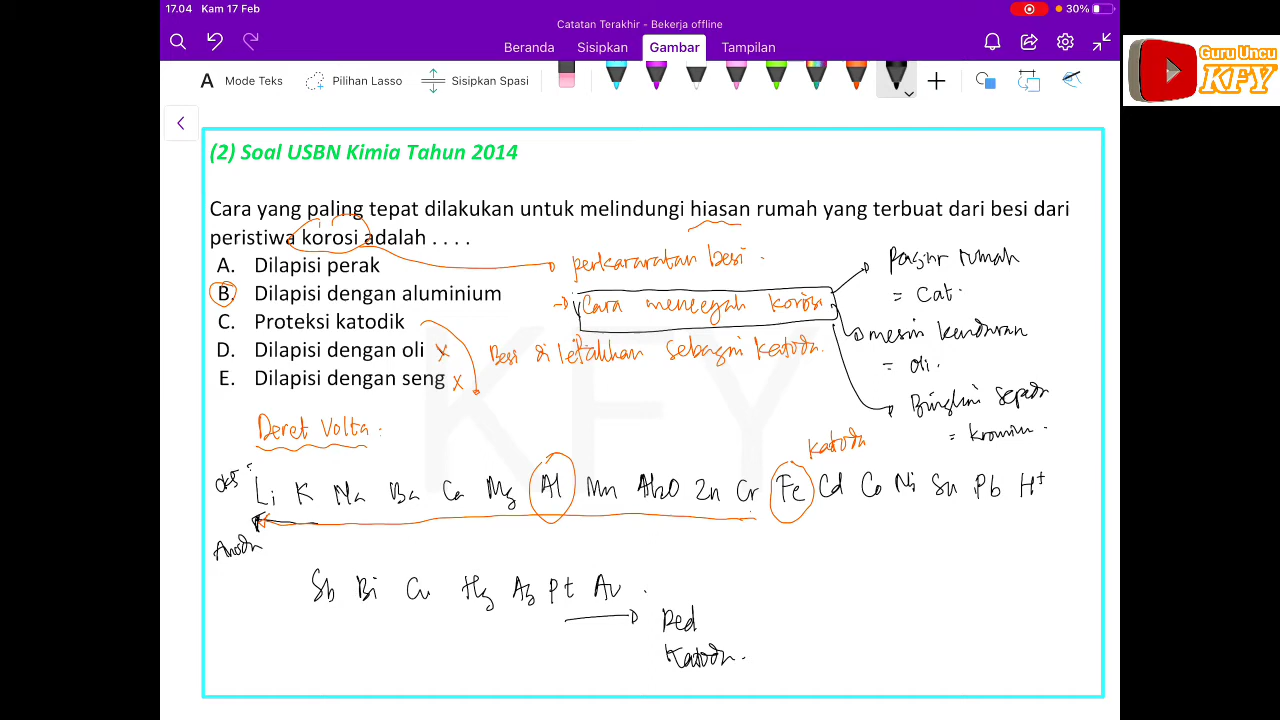 17.04 Kam 17 Feb
30%
Catatan Terakhir - Bekerja offline
Beranda Sisipkan Gambar Tampilan
Guru Uncu
KFY
A Mode Teks Pilihan Lasso Sisipkan Spasi
(2) Soal USBN Kimia Tahun 2014
Cara yang paling tepat dilakukan untuk melindungi hiasan rumah yang terbuat dari besi dari
peristiwa korosi adalah . . . .
A. Dilapisi perak
B. Dilapisi dengan aluminium
C. Proteksi katodik
D. Dilapisi dengan oli x
E. Dilapisi dengan seng x
perkararatan besi .
→ Cara mencegah korosi
Besi diletakkan sebagai katoda.
Pagar rumah
= Cat.
mesin kendaraan
= oli.
sepeda
= kromium .
Deret Volta :
katoda
oks :
Li K Na Ba Ca Mg Al Mn H2O Zn Cr Fe Cd Co Ni Sn Pb H+
Anoda
Sb Bi Cu Hg Ag Pt Au .
Red
Katoda .
KFY